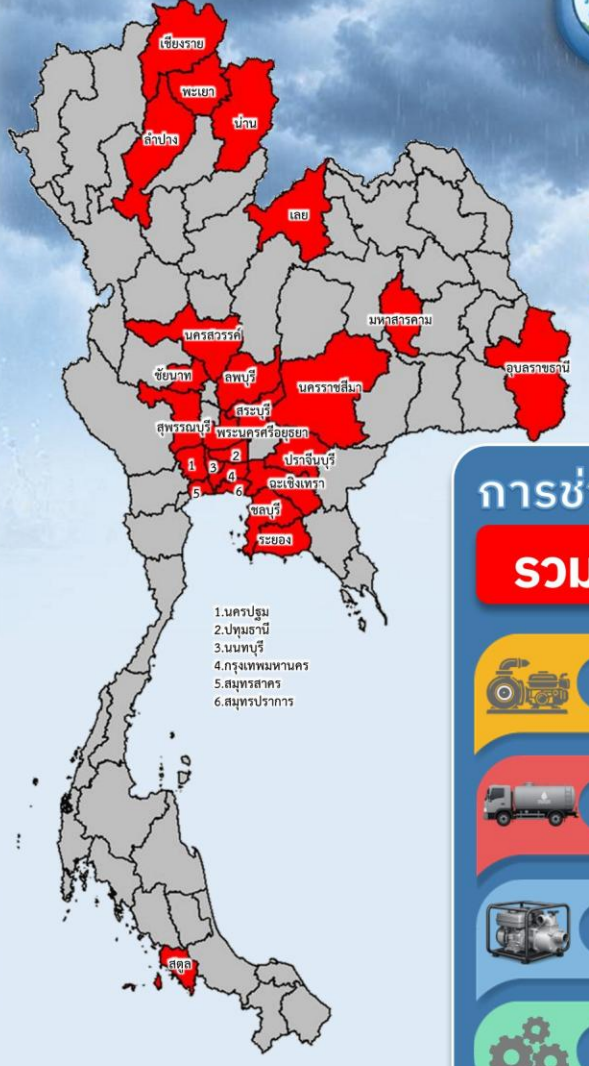 เชียงราย
พะเยา
น่าน
ลำปาง
เลย
มหาสารคาม
นครสวรรค์
อุบลราชธานี
ชัยนาท
ลพบุรี
นครราชสีมา
สระบุรี
สุพรรณบุรี
พระนครศรีอยุธยา
2
ปราจีนบุรี
1
3
4
ฉะเชิงเทรา
5
6
ชลบุรี
ระยอง
1.นครปฐม
2.ปทุมธานี
3.นนทบุรี
4.กรุงเทพมหานคร
5.สมุทรสาคร
6.สมุทรปราการ
สตูล
รวม